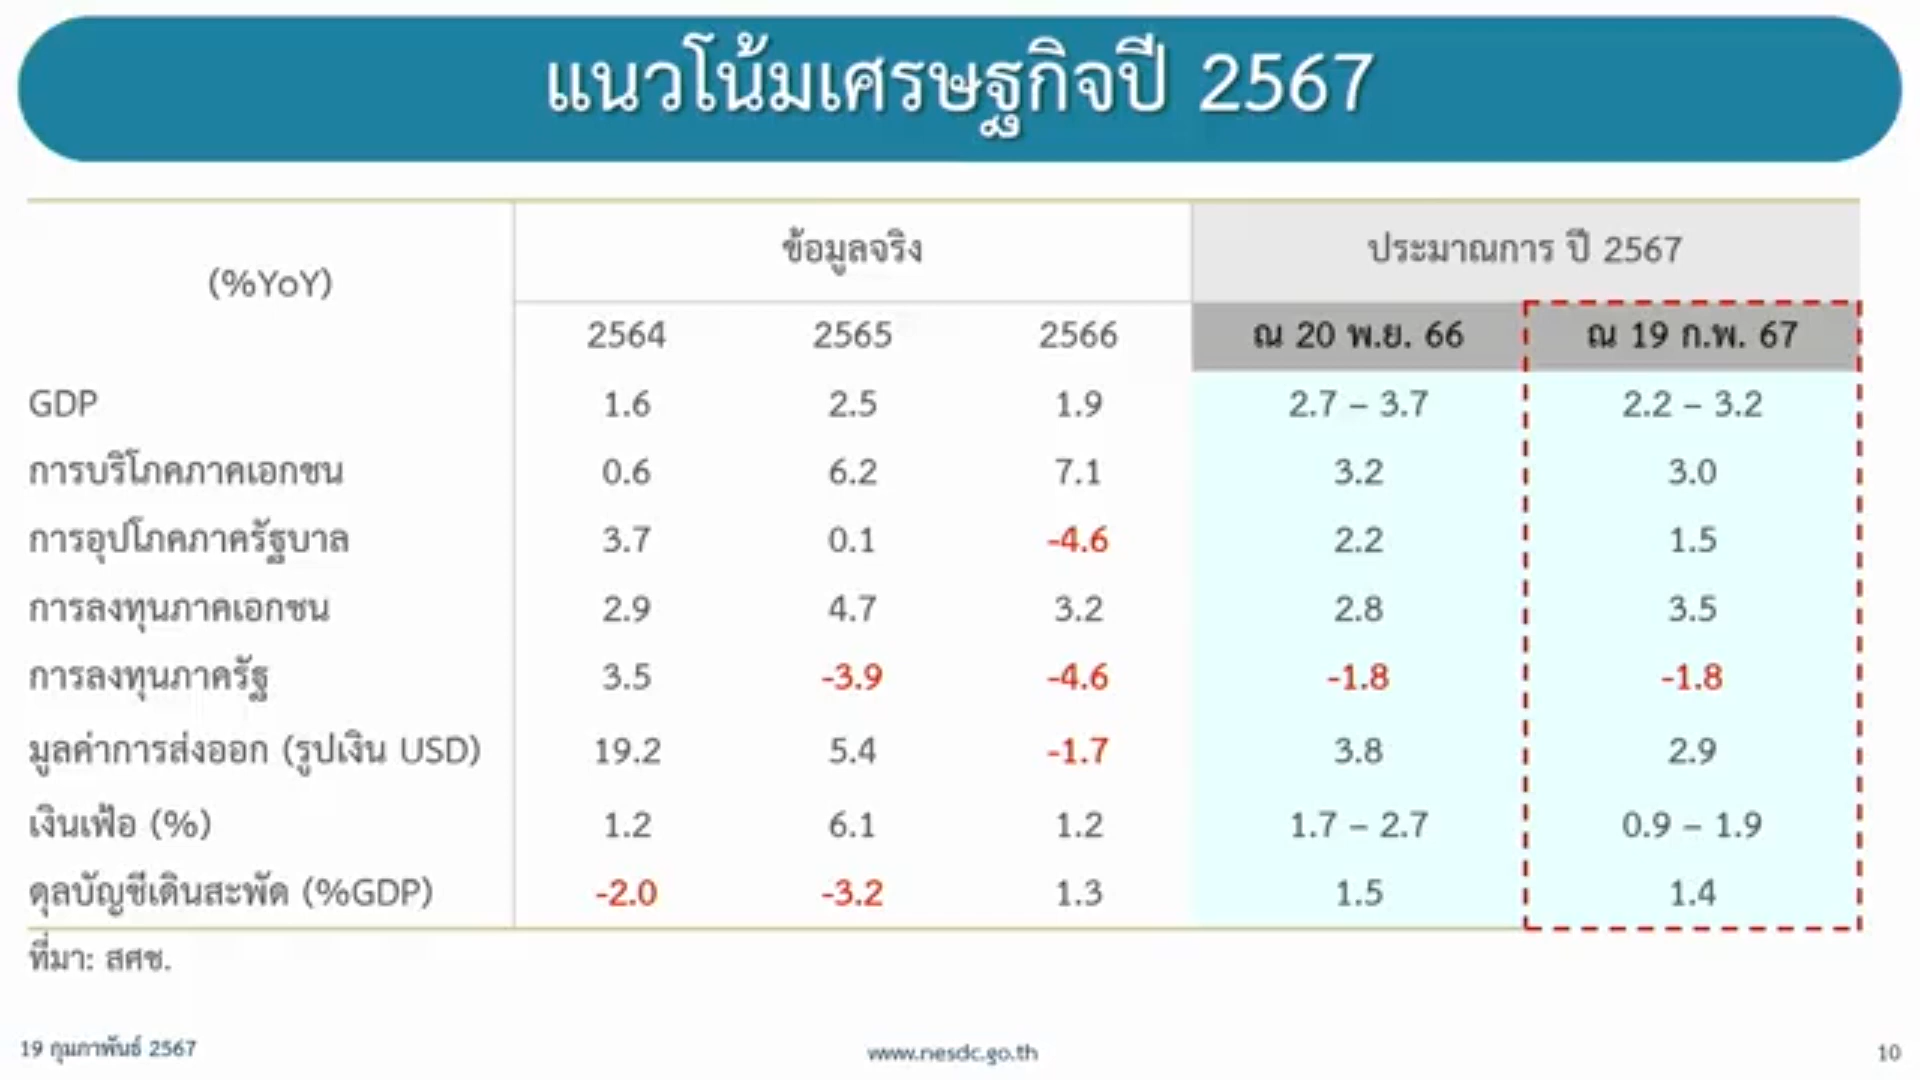 แนวโน้มเศรษฐกิจปี 2567
(%YoY) ข้อมูลจริง ประมาณการ ปี 2567
2564 2565 2566 ณ 20 พ.ย. 66 ณ 19 ก.พ. 67
GDP 1.6 2.5 1.9 2.7 – 3.7 2.2 – 3.2
การบริโภคภาคเอกชน 0.6 6.2 7.1 3.2 3.0
การอุปโภคภาครัฐบาล 3.7 0.1 -4.6 2.2 1.5
การลงทุนภาคเอกชน 2.9 4.7 3.2 2.8 3.5
การลงทุนภาครัฐ 3.5 -3.9 -4.6 -1.8 -1.8
มูลค่าการส่งออก (รูปเงิน USD) 19.2 5.4 -1.7 3.8 2.9
เงินเฟ้อ (%) 1.2 6.1 1.2 1.7 – 2.7 0.9 – 1.9
ดุลบัญชีเดินสะพัด (%GDP) -2.0 -3.2 1.3 1.5 1.4
ที่มา: สศช.
19 กุมภาพันธ์ 2567 www.nesdc.go.th 10